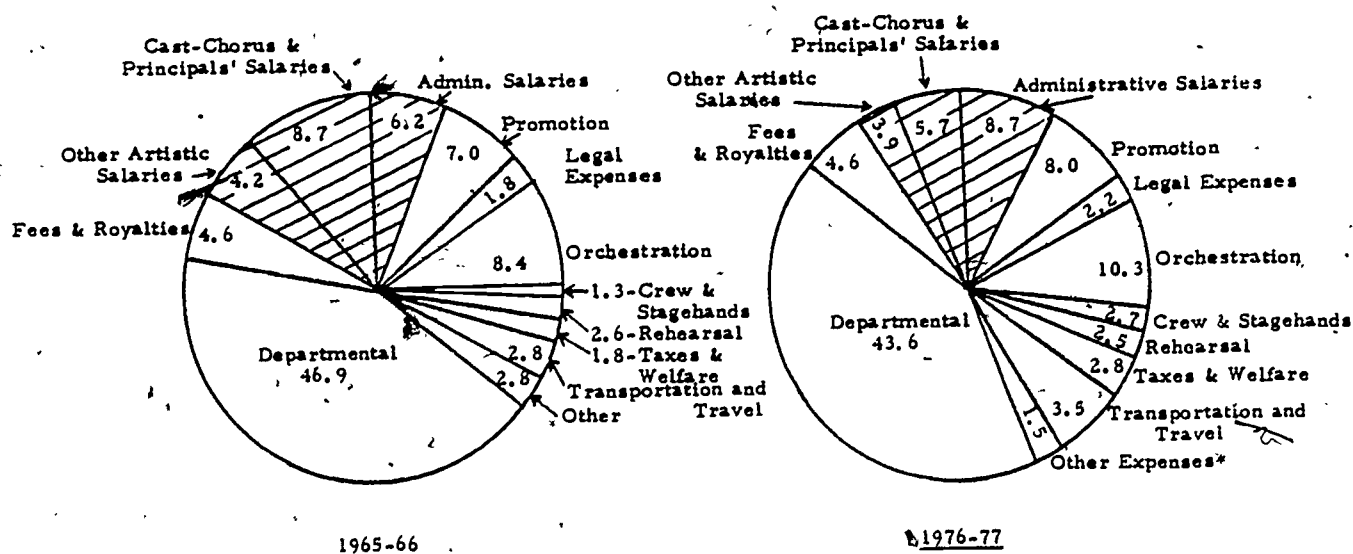 Cast-Chorus &
Principals' Salaries
Admin. Salaries
Promotion
Legal
Expenses
Orchestration
1.3-Crew &
Stagehands
2.6-Rehearsal
1.8-Taxes &
Welfare
Transportation and
Travel
Other
Other Artistic
Salaries
Fees & Royalties
8.7
6.2
7.0
1.8
8.4
4.2
4.6
2.8
2.8
Departmental
46.9
1965-66
Cast-Chorus &
Principals' Salaries
Other Artistic
Salaries
Administrative Salaries
Fees
& Royalties
Promotion
Legal Expenses
Orchestration
Crew & Stagehands
Rehearsal
Taxes & Welfare
Transportation and
Travel
Other Expenses*
4.6
3.9
5.7
8.7
8.0
2.2
10.3
2.7
2.5
2.8
3.5
1.5
Departmental
43.6
1976-77